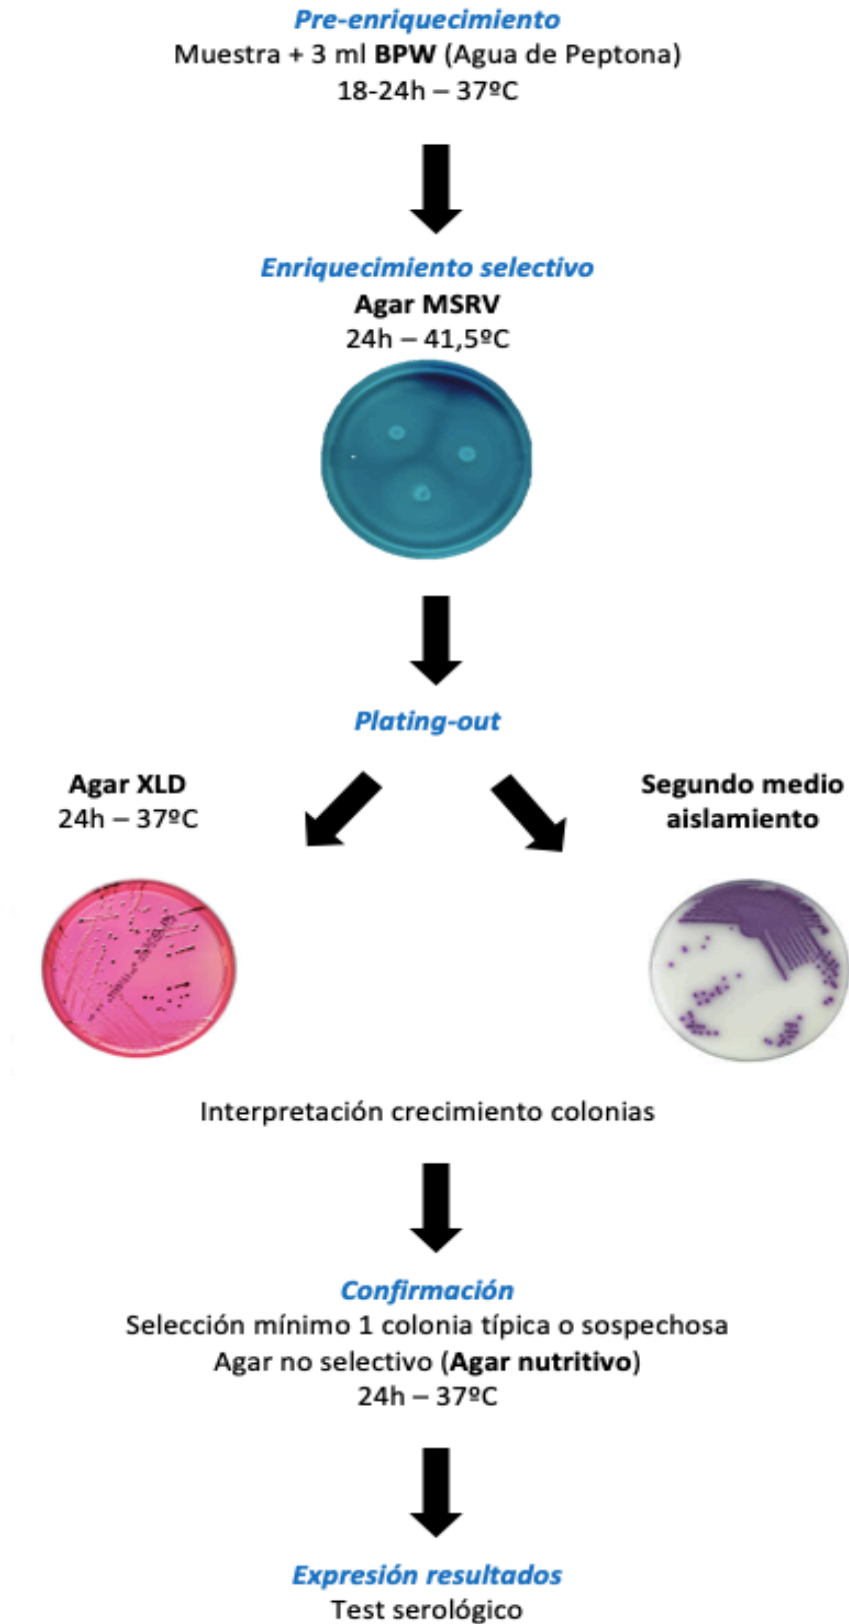 Pre-enriquecimiento
Muestra + 3 ml BPW (Agua de Peptona)
18-24h – 37ºC
Enriquecimiento selectivo
Agar MSRV
24h – 41,5ºC
Plating-out
Agar XLD
24h – 37ºC
Segundo medio
aislamiento
Interpretación crecimiento colonias
Confirmación
Selección mínimo 1 colonia típica o sospechosa
Agar no selectivo (Agar nutritivo)
24h – 37ºC
Expresión resultados
Test serológico